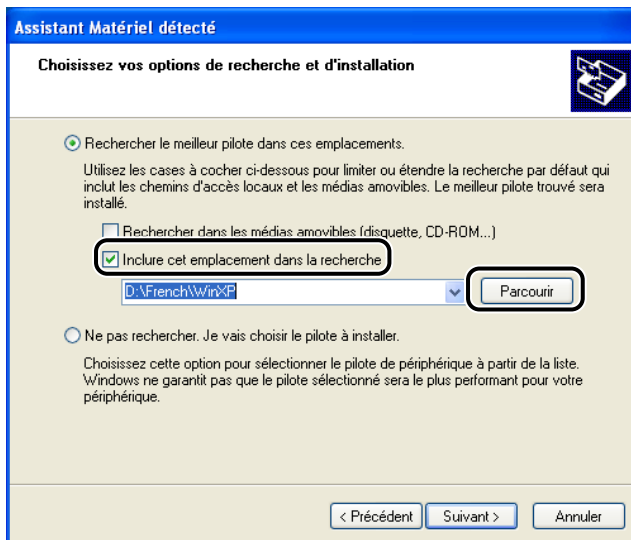 Assistant Matériel détecté
Choisissez vos options de recherche et d'installation
Rechercher le meilleur pilote dans ces emplacements.
Utilisez les cases à cocher ci-dessous pour limiter ou étendre la recherche par défaut qui
inclut les chemins d'accès locaux et les médias amovibles. Le meilleur pilote trouvé sera
installé.
Rechercher dans les médias amovibles (disquette, CD-ROM...)
Inclure cet emplacement dans la recherche
D:\French\WinXP
Parcourir
Ne pas rechercher. Je vais choisir le pilote à installer.
Choisissez cette option pour sélectionner le pilote de périphérique à partir de la liste.
Windows ne garantit pas que le pilote sélectionné sera le plus performant pour votre
périphérique.
< Précédent Suivant > Annuler